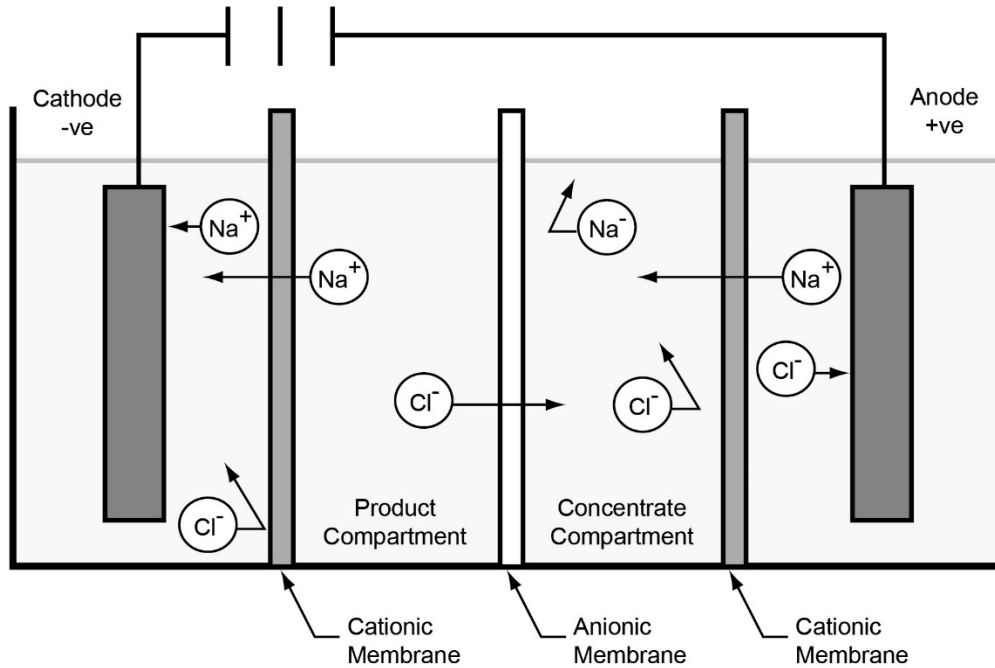 Cathode
-ve
Anode
+ve
Na+
Na-
Na+
Na+
Cl-
Cl-
Cl-
Cl-
Product
Compartment
Concentrate
Compartment
Cationic
Membrane
Anionic
Membrane
Cationic
Membrane